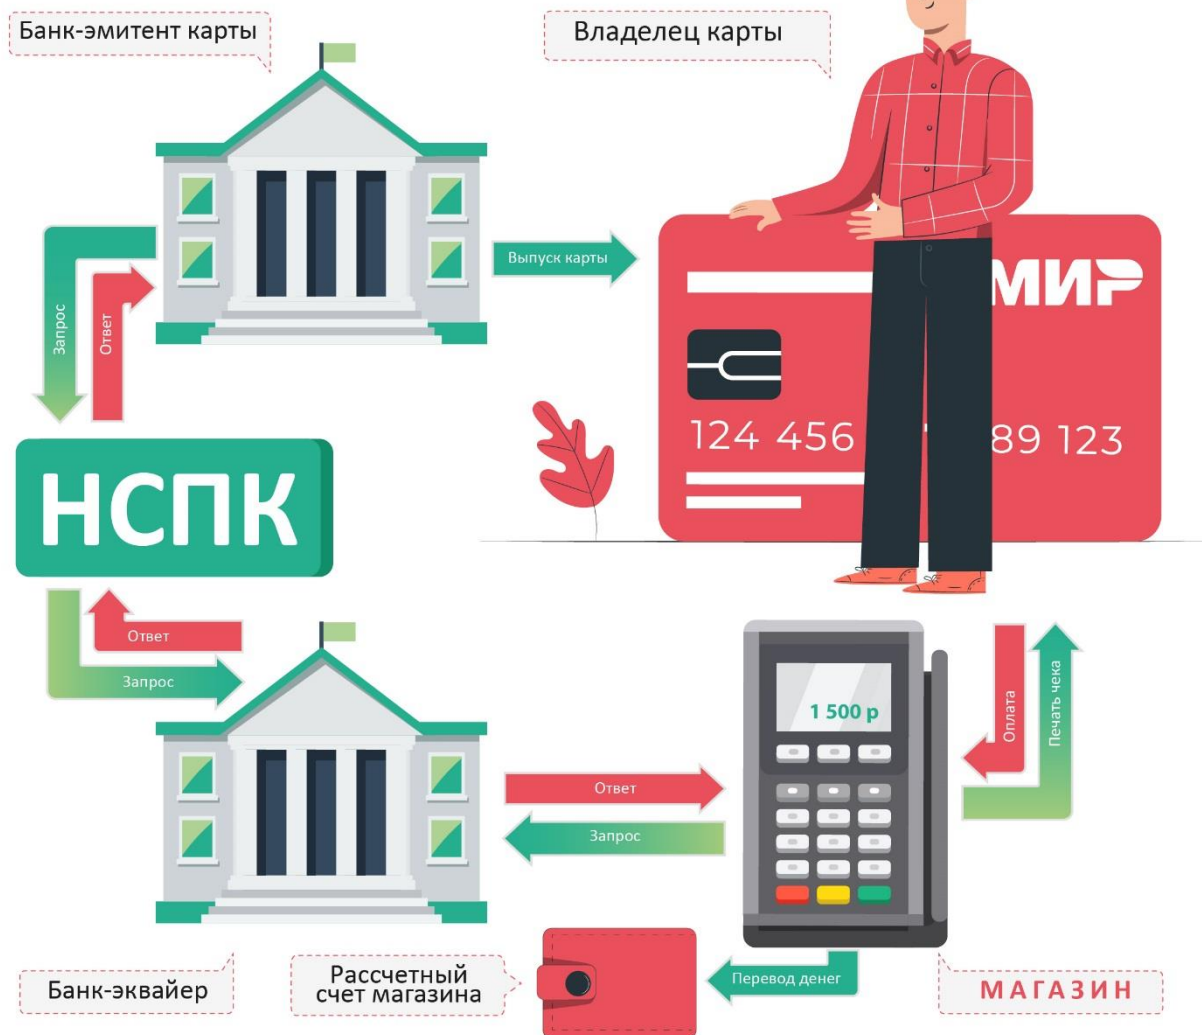 Банк-эмитент карты
Владелец карты
Выпуск карты
МИР
Запрос
Ответ
124 456
89 123
НСПК
Ответ
Запрос
1 500 р
Оплата
Печать чека
Ответ
Запрос
Банк-эквайер
Рассчетный
счет магазина
Перевод денег
МАГАЗИН